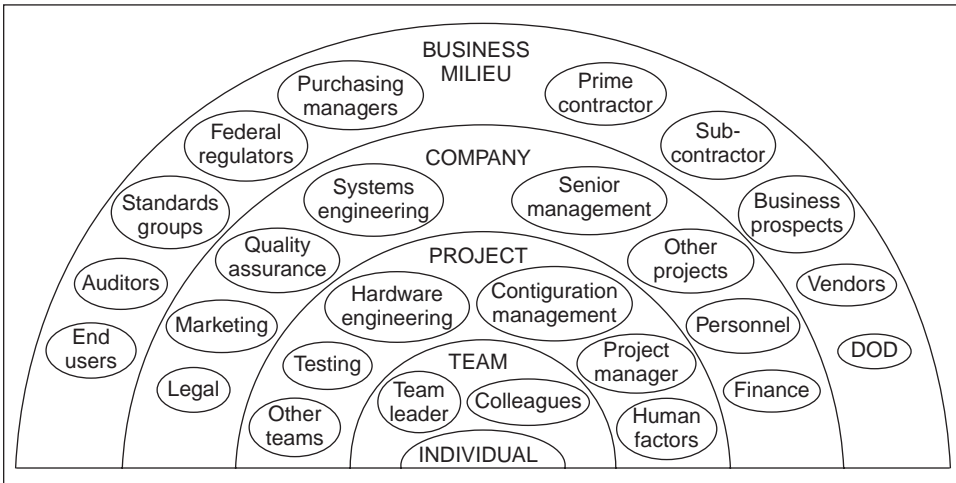 BUSINESS
MILIEU
Purchasing
managers
Prime
contractor
Federal
regulators
Sub-
contractor
Standards
groups
Business
prospects
Auditors
Vendors
End
users
DOD
COMPANY
Systems
engineering
Senior
management
Quality
assurance
Other
projects
Marketing
Personnel
Legal
Finance
PROJECT
Hardware
engineering
Contiguration
management
Testing
Project
manager
Other
teams
Human
factors
TEAM
Team
leader
Colleagues
INDIVIDUAL